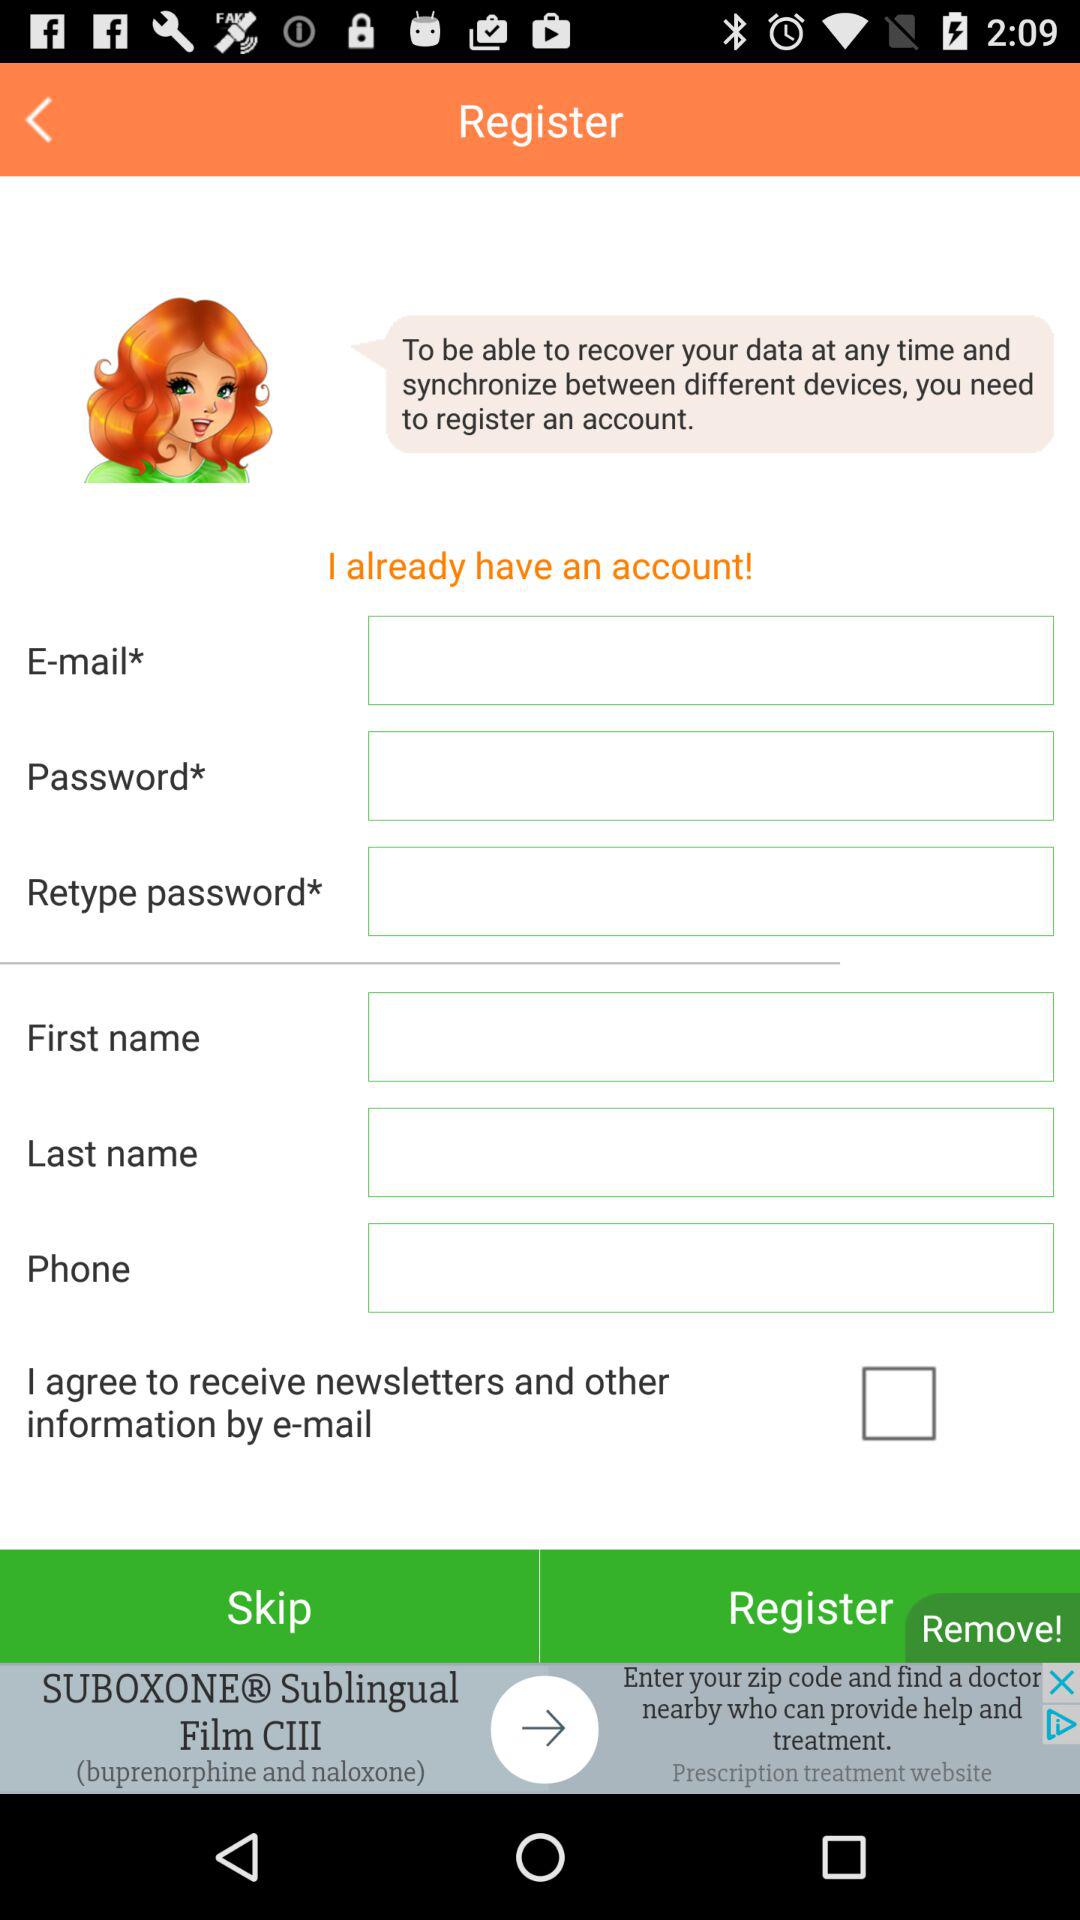 FAKE
2:09
Register
To be able to recover your data at any time and
synchronize between different devices, you need
to register an account.
I already have an account!
E-mail*
Password*
Retype password*
First name
Last name
Phone
I agree to receive newsletters and other
information by e-mail
Skip
Register
Remove!
SUBOXONE® Sublingual
Film CIII
(buprenorphine and naloxone)
Enter your zip code and find a doctor
nearby who can provide help and
treatment.
Prescription treatment website